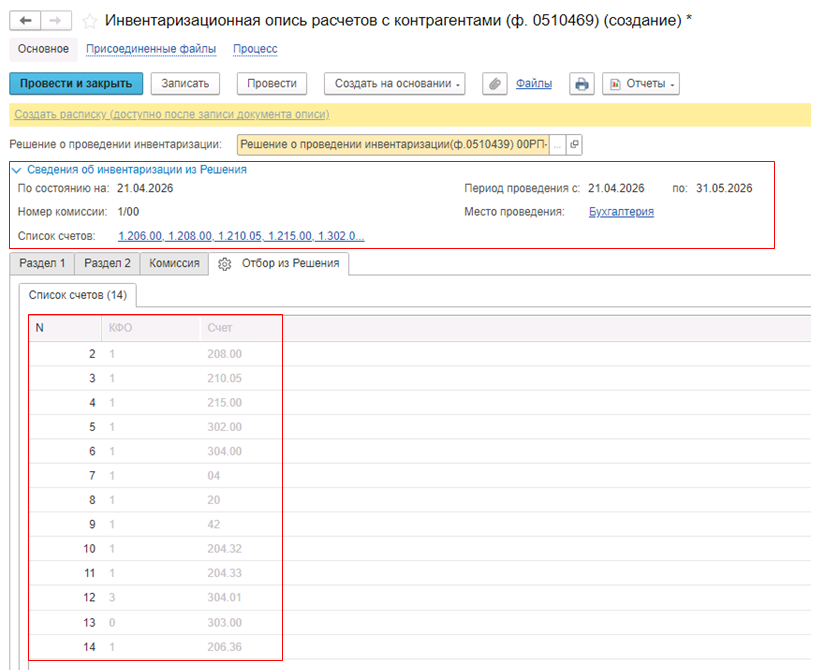 Инвентаризационная опись расчетов с контрагентами (ф. 0510469) (создание) *
Основное Присоединенные файлы Процесс
Провести и закрыть Записать Провести Создать на основании Файлы Отчеты
Создать расписку (доступно после записи документа описи)
Решение о проведении инвентаризации: Решение о проведении инвентаризации(ф.0510439) 00РП- ...
Сведения об инвентаризации из Решения
По состоянию на: 21.04.2026 Период проведения с: 21.04.2026 по: 31.05.2026
Номер комиссии: 1/00 Место проведения: Бухгалтерия
Список счетов: 1.206.00, 1.208.00, 1.210.05, 1.215.00, 1.302.0...
Раздел 1 Раздел 2 Комиссия Отбор из Решения
Список счетов (14)
N КФО Счет
2 1 208.00
3 1 210.05
4 1 215.00
5 1 302.00
6 1 304.00
7 1 04
8 1 20
9 1 42
10 1 204.32
11 1 204.33
12 3 304.01
13 0 303.00
14 1 206.36